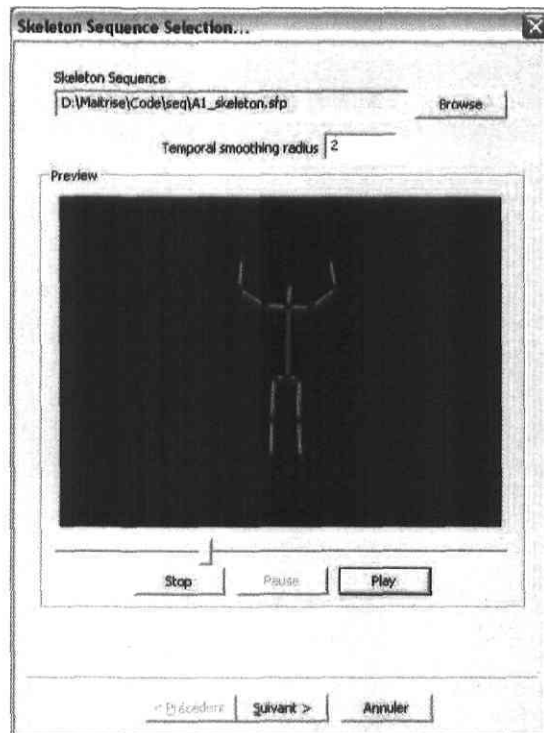 Skeleton Sequence Selection...
Skeleton Sequence
D:\Maitrise\Code\seq\A1_skeleton.sfp
Browse
Temporal smoothing radius 2
Preview
Stop Pause Play
< Précédent Suivant > Annuler